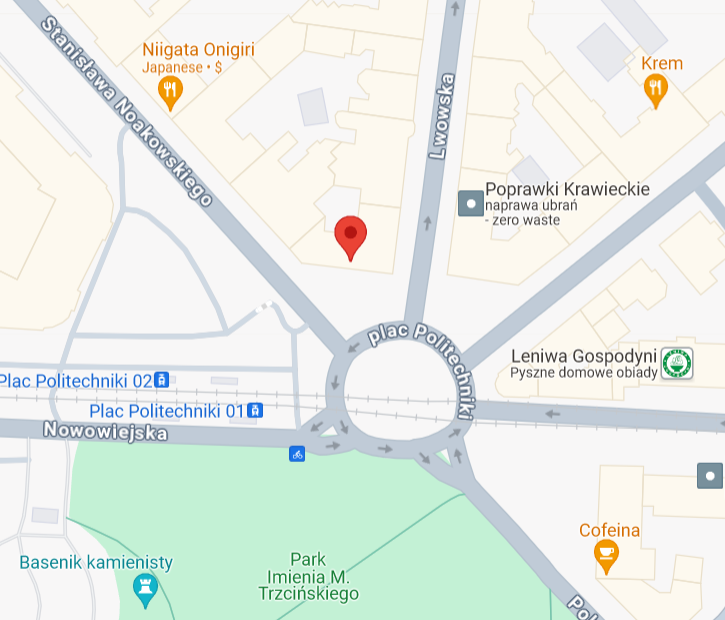 Stanisława Noakowskiego
Niigata Onigiri
Japanese • $
Lwowska
Krem
Poprawki Krawieckie
naprawa ubrań
- zero waste
plac Politechniki
Leniwa Gospodyni
Pyszne domowe obiady
Plac Politechniki 02
Plac Politechniki 01
Nowowiejska
Cofeina
Basenik kamienisty
Park
Imienia M.
Trzcińskiego